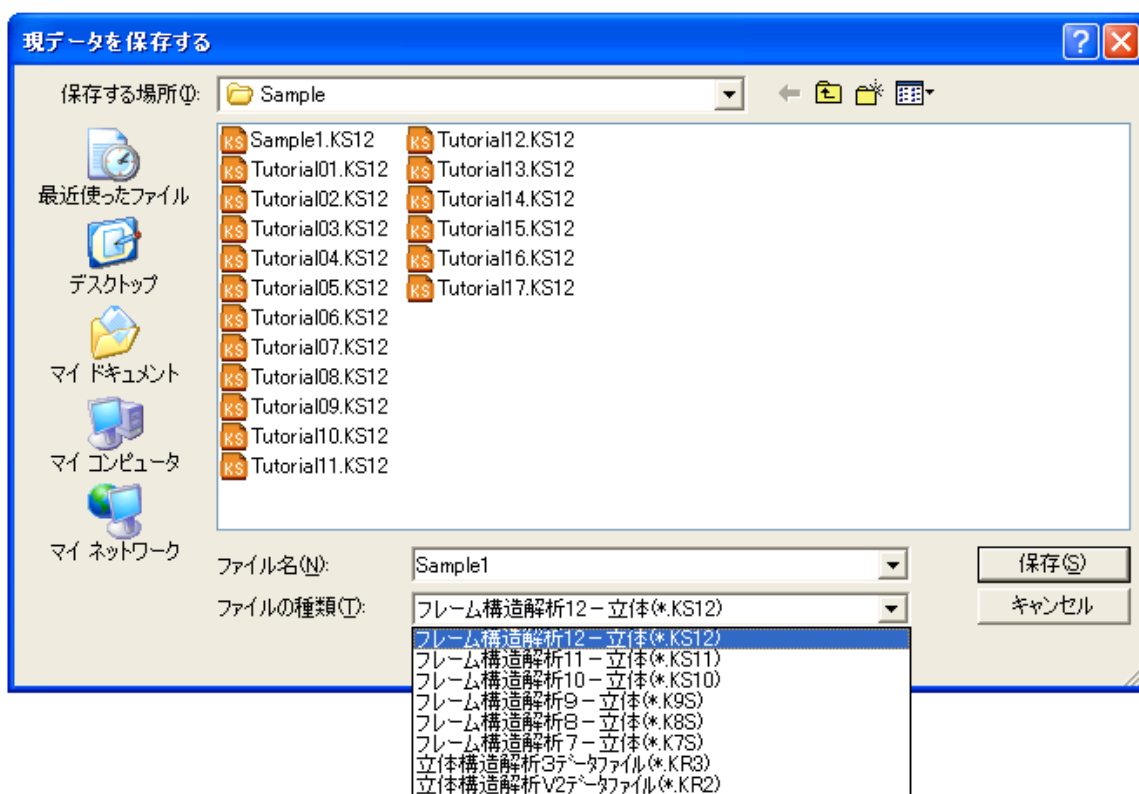 現データを保存する
保存する場所(I):
Sample
最近使ったファイル
デスクトップ
マイ ドキュメント
マイ コンピュータ
マイ ネットワーク
Sample1.KS12
Tutorial01.KS12
Tutorial02.KS12
Tutorial03.KS12
Tutorial04.KS12
Tutorial05.KS12
Tutorial06.KS12
Tutorial07.KS12
Tutorial08.KS12
Tutorial09.KS12
Tutorial10.KS12
Tutorial11.KS12
Tutorial12.KS12
Tutorial13.KS12
Tutorial14.KS12
Tutorial15.KS12
Tutorial16.KS12
Tutorial17.KS12
ファイル名(N):
Sample1
保存(S)
ファイルの種類(T):
フレーム構造解析12-立体(*.KS12)
キャンセル
フレーム構造解析12-立体(*.KS12)
フレーム構造解析11-立体(*.KS11)
フレーム構造解析10-立体(*.KS10)
フレーム構造解析9-立体(*.K9S)
フレーム構造解析8-立体(*.K8S)
フレーム構造解析7-立体(*.K7S)
立体構造解析3データファイル(*.KR3)
立体構造解析V2データファイル(*.KR2)